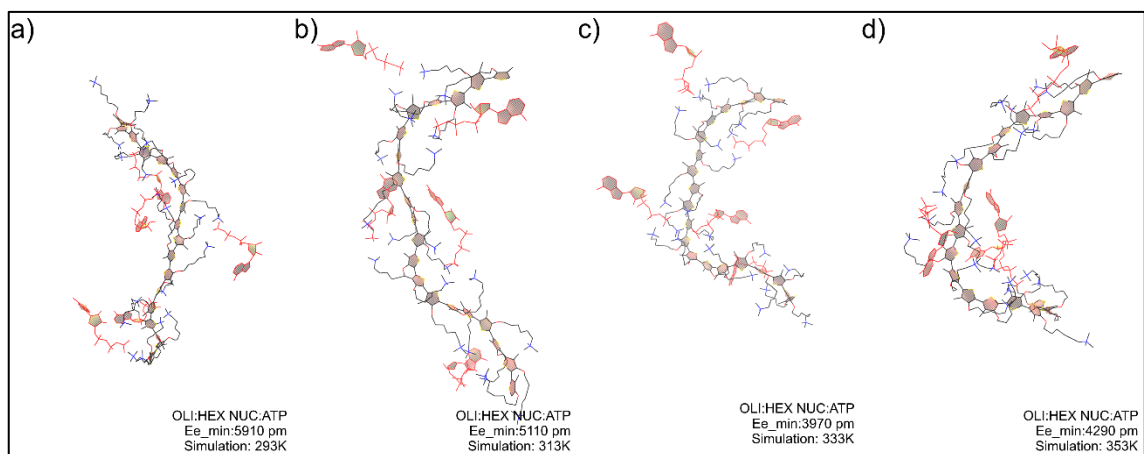 a)
b)
c)
d)
OLI:HEX NUC:ATP
Ee_min:5910 pm
Simulation: 293K
OLI:HEX NUC:ATP
Ee_min:5110 pm
Simulation: 313K
OLI:HEX NUC:ATP
Ee_min:3970 pm
Simulation: 333K
OLI:HEX NUC:ATP
Ee_min:4290 pm
Simulation: 353K